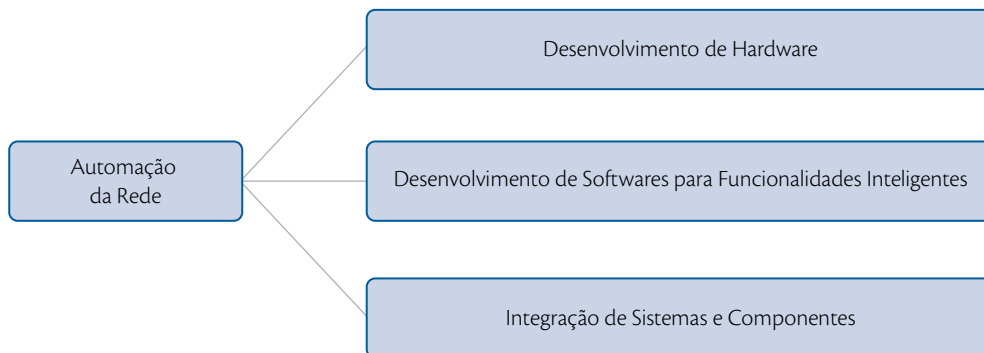 Desenvolvimento de Hardware
Automação
da Rede
Desenvolvimento de Softwares para Funcionalidades Inteligentes
Integração de Sistemas e Componentes